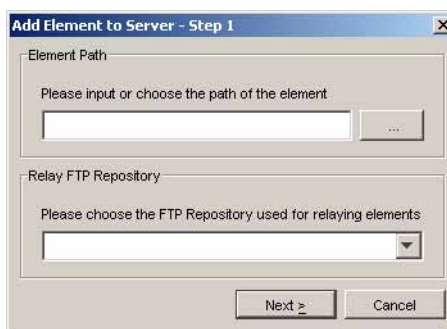 Add Element to Server - Step 1
Element Path
Please input or choose the path of the element
...
Relay FTP Repository
Please choose the FTP Repository used for relaying elements
Next >
Cancel